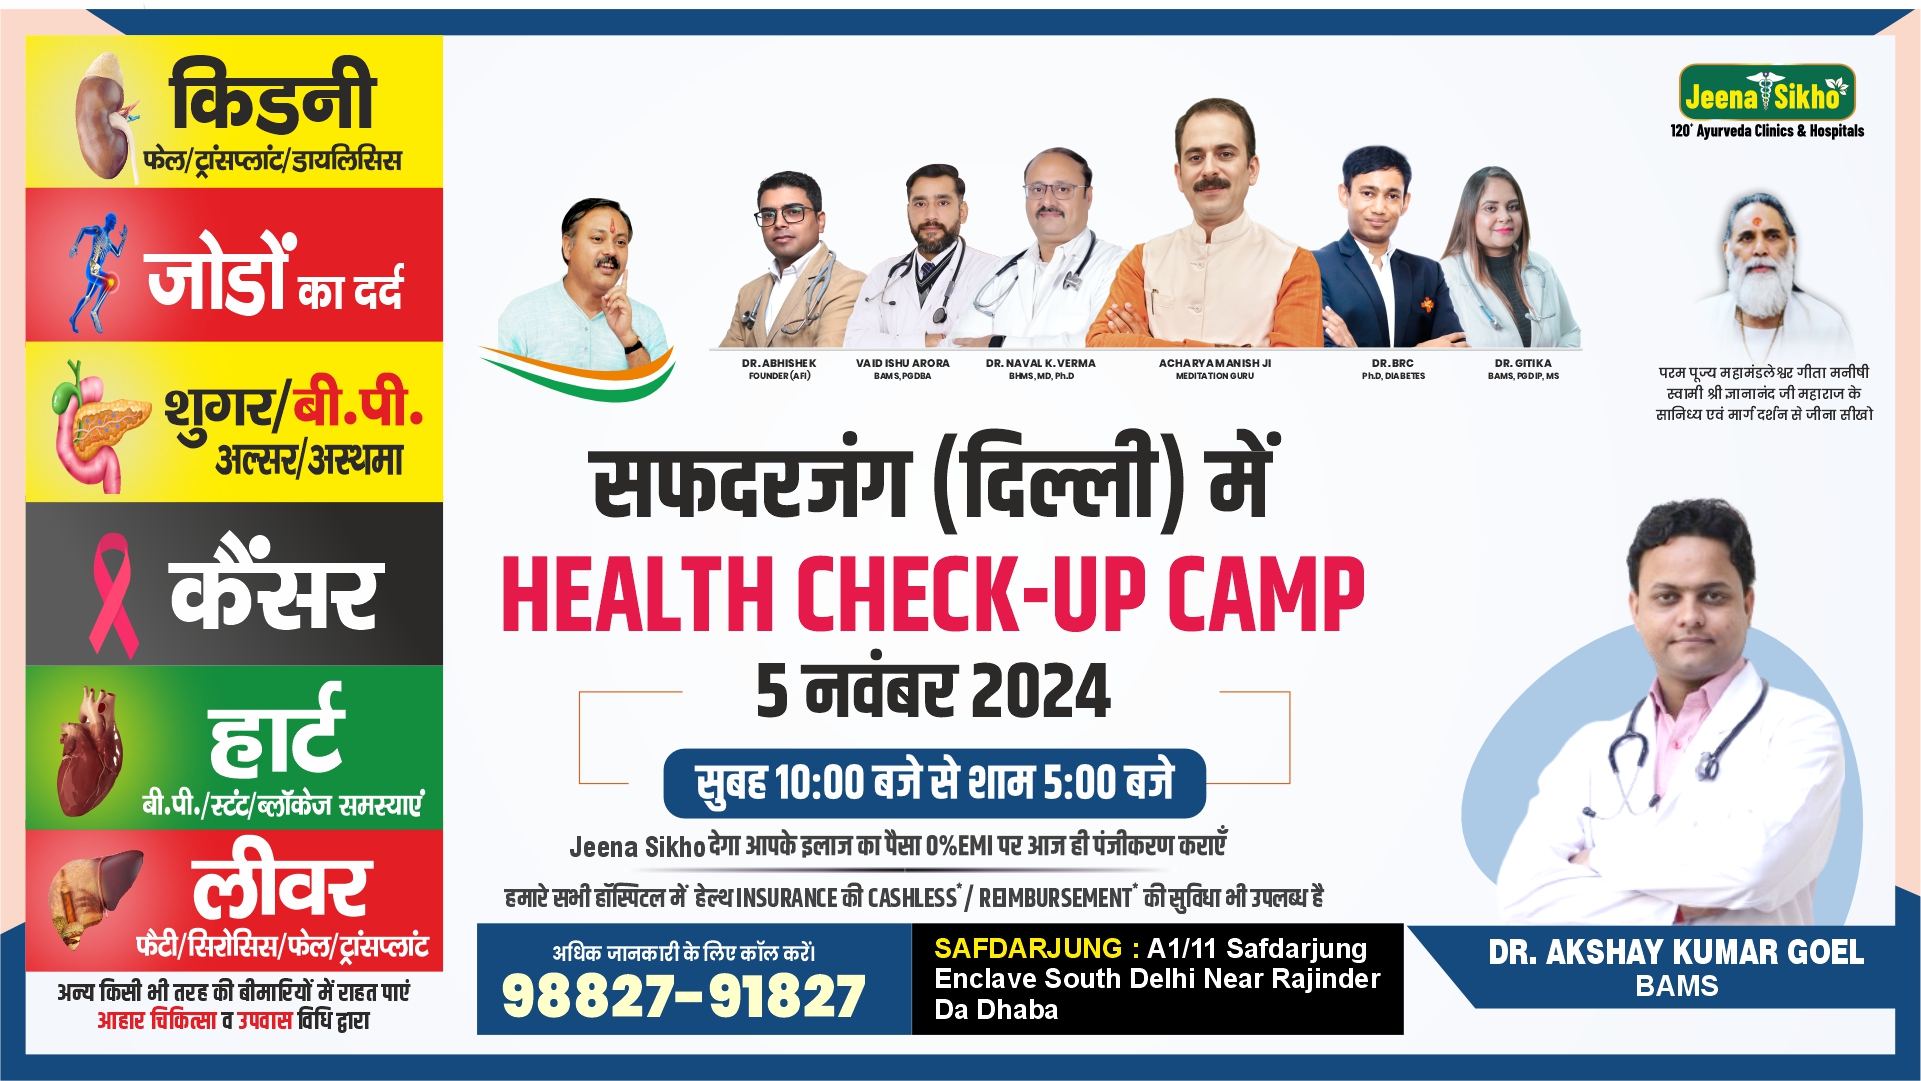 किडनी
फेल/ट्रांसप्लांट/डायलिसिस
जोडों का दर्द
शुगर/बी.पी.
अल्सर/अस्थमा
कैंसर
हार्ट
बी.पी./स्टंट/ब्लॉकेज समस्याएं
लीवर
फैटी/सिरोसिस/फेल/ट्रांसप्लांट
अन्य किसी भी तरह की बीमारियों में राहत पाएं
आहार चिकित्सा व उपवास विधि द्वारा
Jeena Sikho
120+ Ayurveda Clinics & Hospitals
DR. ABHISHEK
FOUNDER (AFI)
VAID ISHU ARORA
BAMS, PGDBA
DR. NAVAL K. VERMA
BHMS, MD, Ph.D
ACHARYA MANISH JI
MEDITATION GURU
DR. BRC
Ph.D, DIABETES
DR. GITIKA
BAMS, PGDIP, MS
परम पूज्य महामंडलेश्वर गीता मनीषी
स्वामी श्री ज्ञानानंद जी महाराज के
सानिध्य एवं मार्ग दर्शन से जीना सीखो
सफदरजंग (दिल्ली) में
HEALTH CHECK-UP CAMP
5 नवंबर 2024
सुबह 10:00 बजे से शाम 5:00 बजे
Jeena Sikho देगा आपके इलाज का पैसा 0%EMI पर आज ही पंजीकरण कराएँ
हमारे सभी हॉस्पिटल में हेल्थ INSURANCE की CASHLESS* / REIMBURSEMENT* की सुविधा भी उपलब्ध है
अधिक जानकारी के लिए कॉल करें।
98827-91827
SAFDARJUNG : A1/11 Safdarjung
Enclave South Delhi Near Rajinder
Da Dhaba
DR. AKSHAY KUMAR GOEL
BAMS